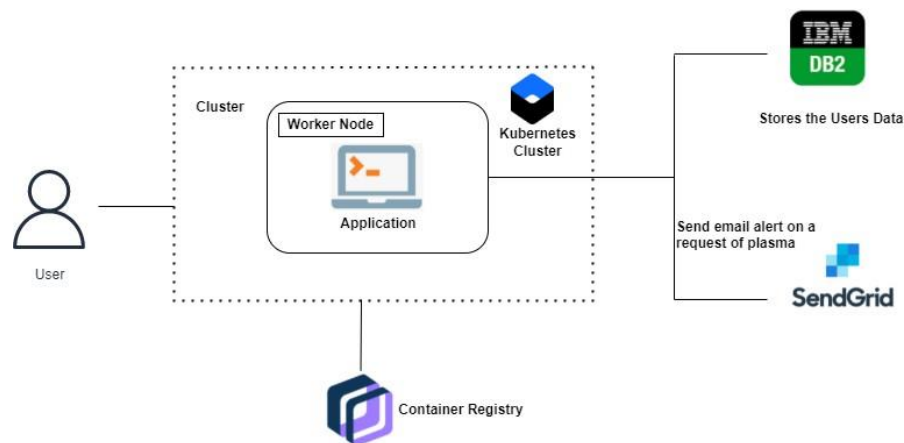 IBM
DB2
Stores the Users Data
Cluster
Worker Node
Kubernetes
Cluster
Application
User
Send email alert on a
request of plasma
SendGrid
Container Registry